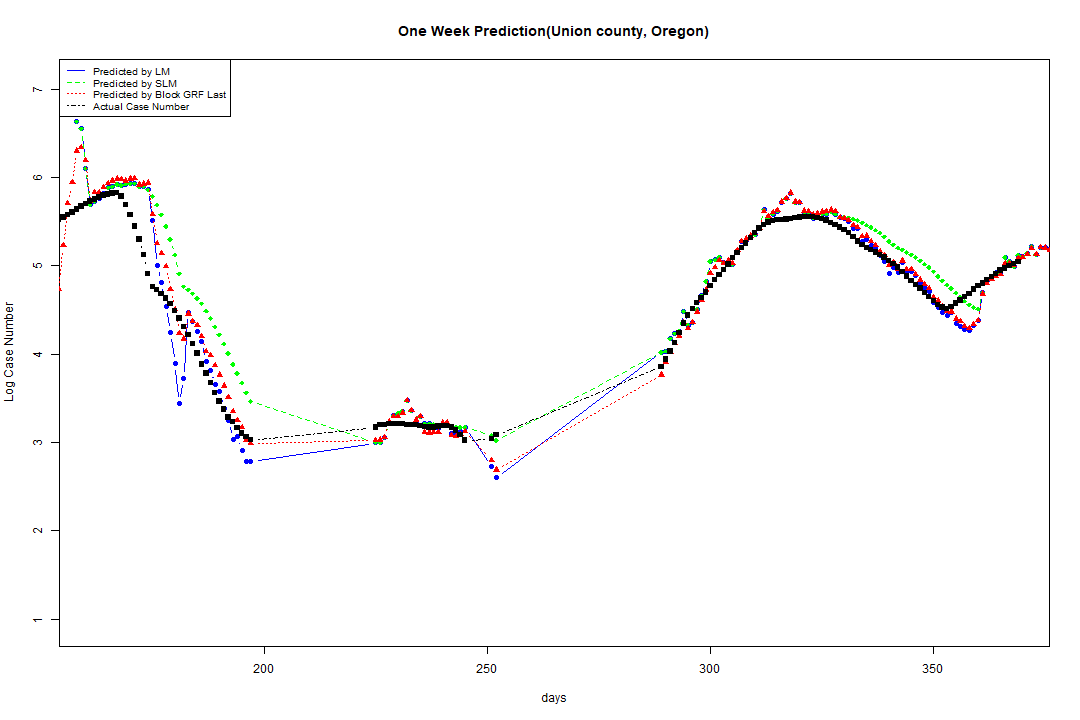 One Week Prediction(Union county, Oregon)
Predicted by LM
Predicted by SLM
Predicted by Block GRF Last
Actual Case Number
7
6
5
4
3
2
1
Log Case Number
200 250 300 350
days